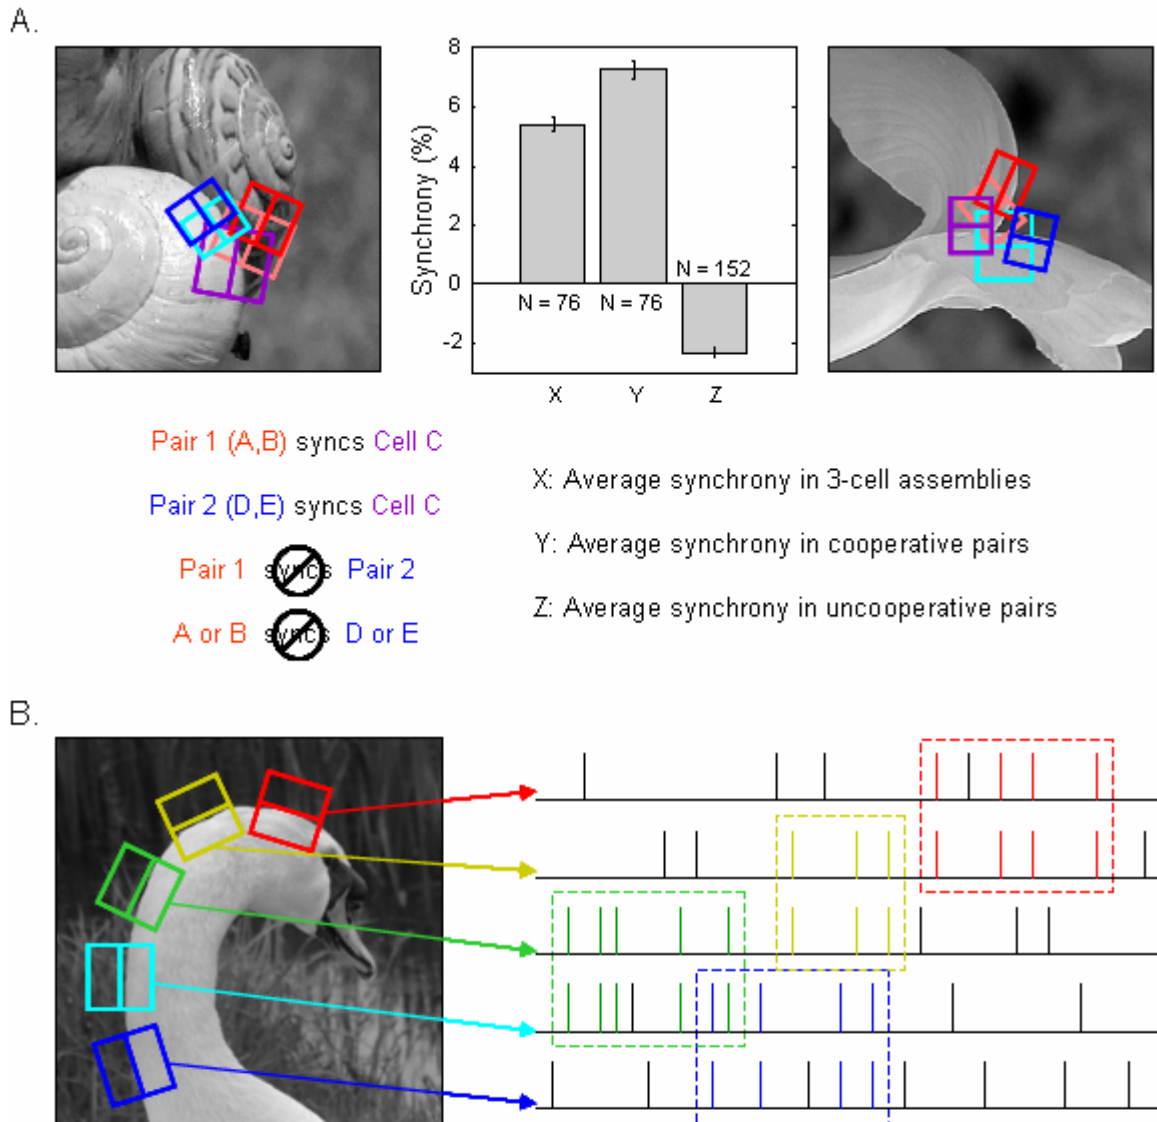 A.
8
6
4
2
0
-2
Synchrony (%)
N = 76
N = 76
N = 152
X
Y
Z
Pair 1 (A,B) syncs Cell C
Pair 2 (D,E) syncs Cell C
Pair 1 syncs Pair 2
A or B syncs D or E
X: Average synchrony in 3-cell assemblies
Y: Average synchrony in cooperative pairs
Z: Average synchrony in uncooperative pairs
B.